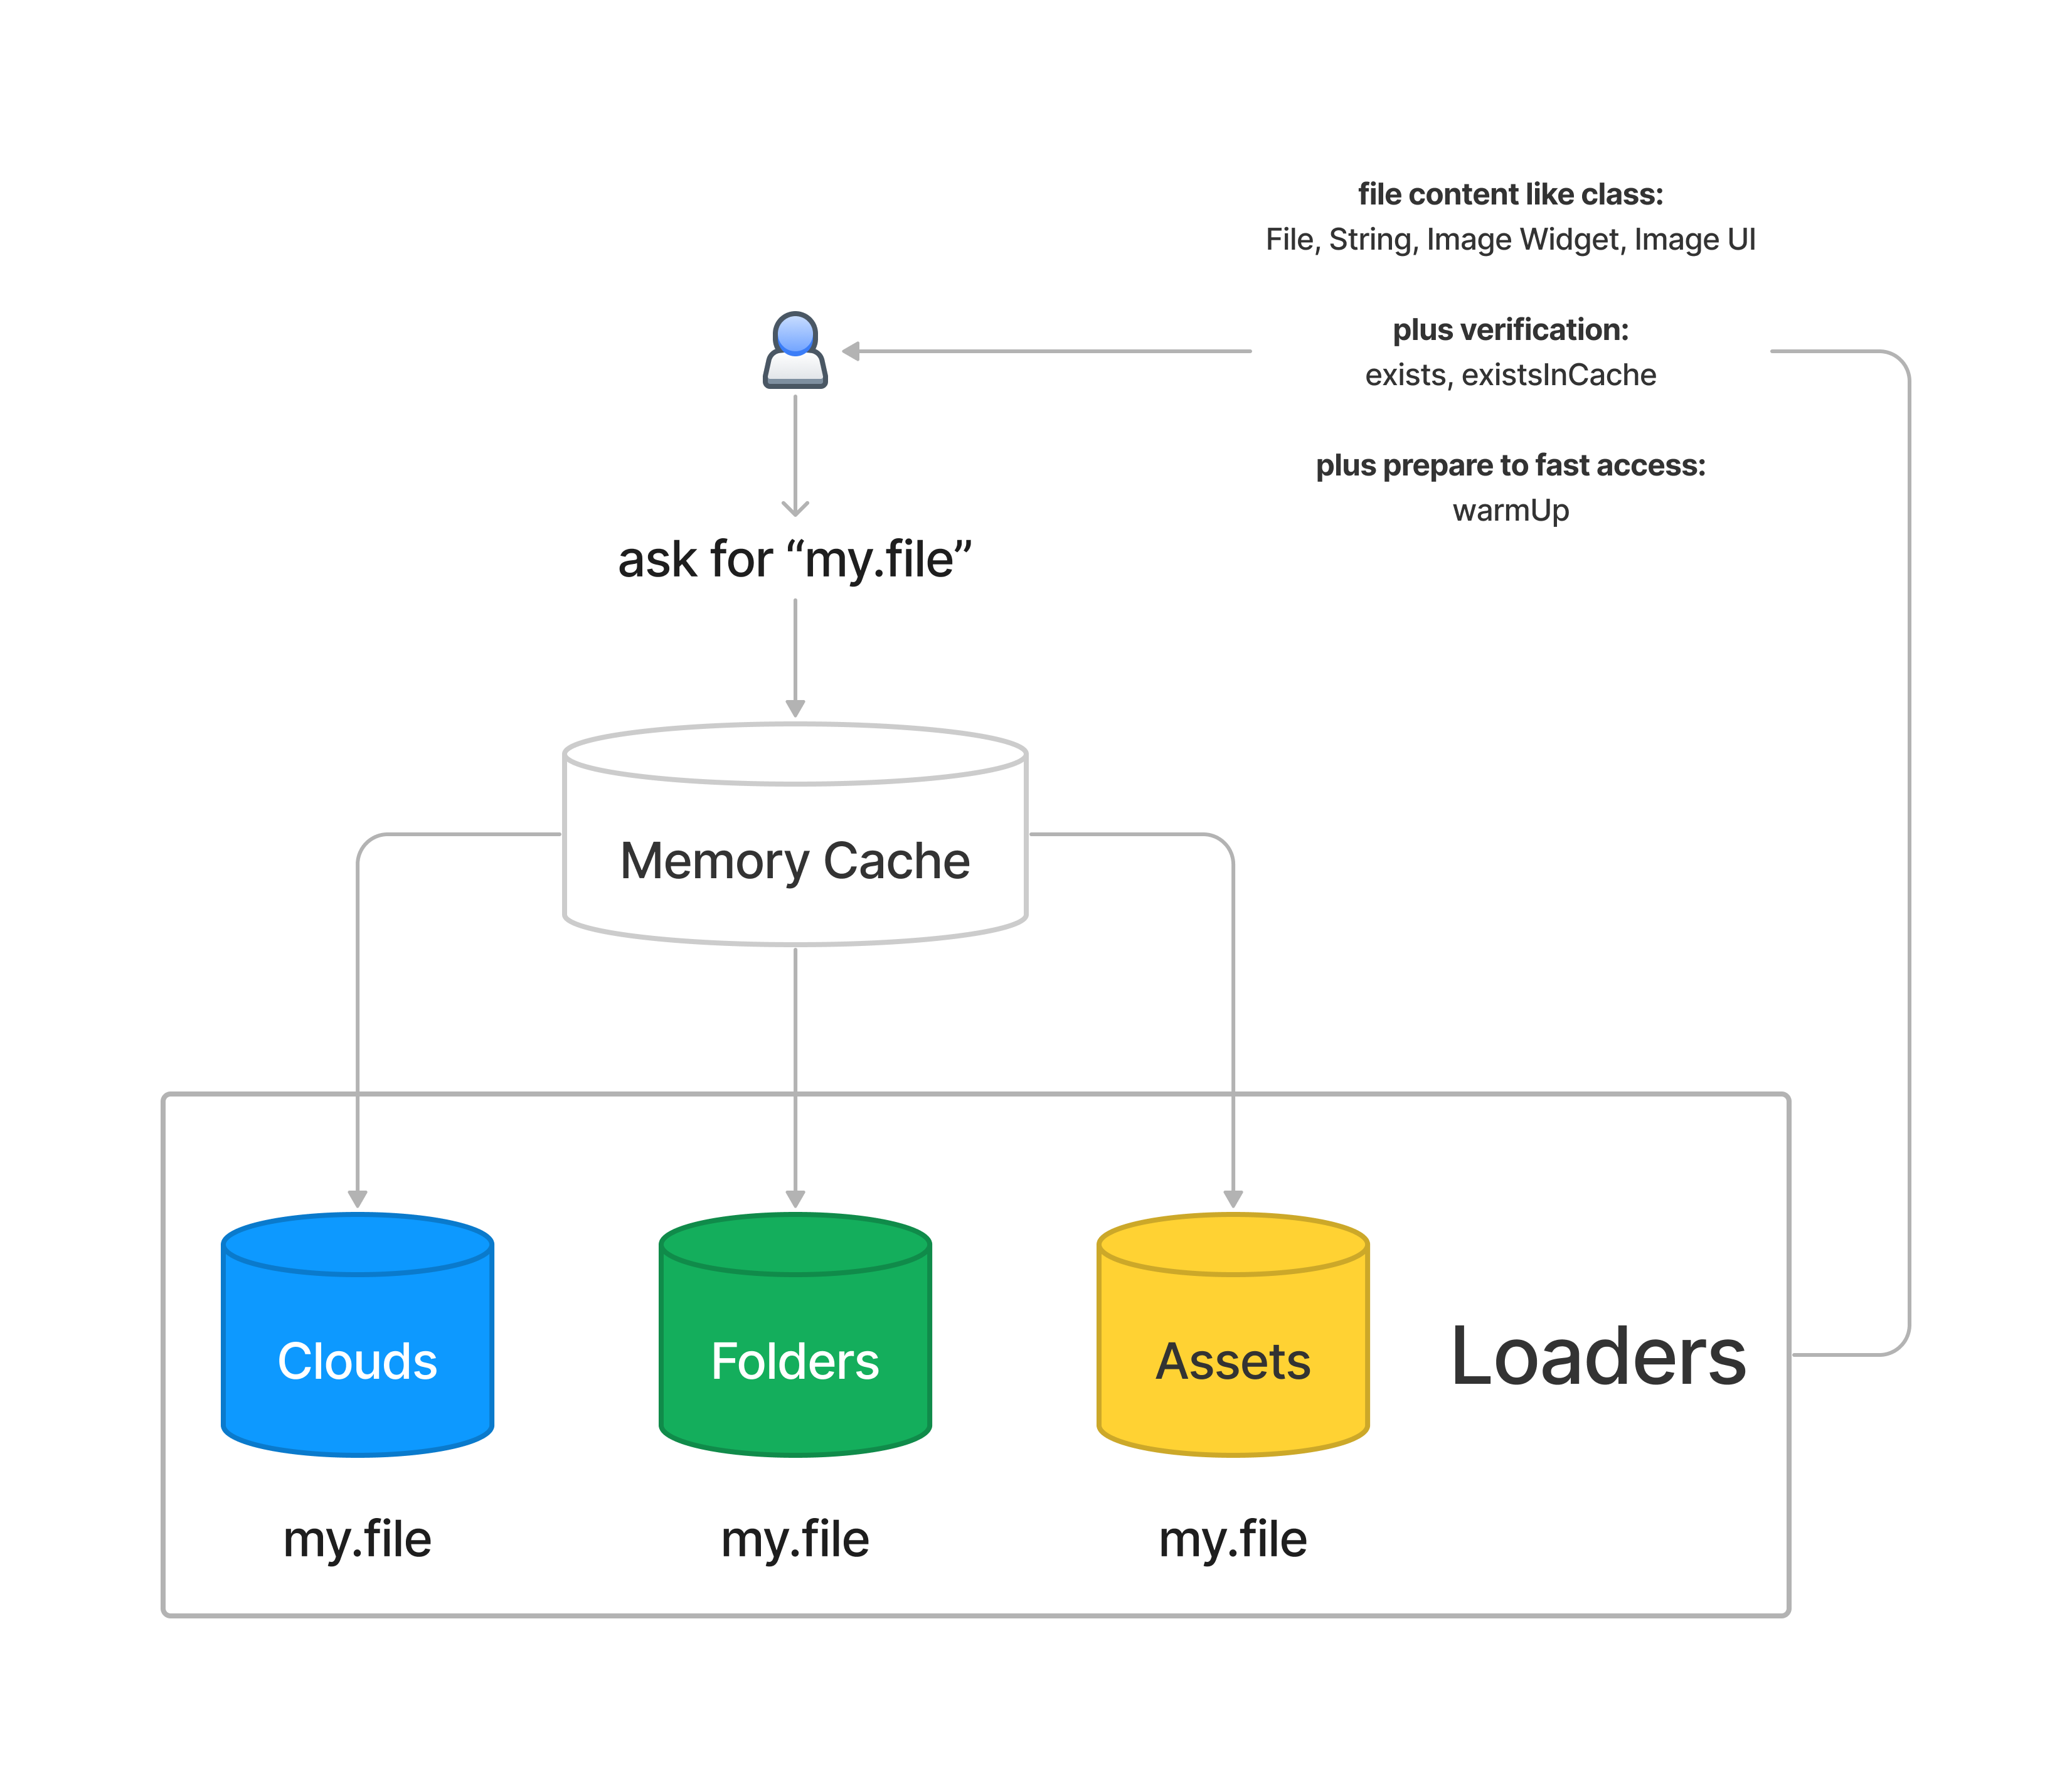 file content like class:
File, String, Image Widget, Image UI
plus verification:
exists, existsInCache
plus prepare to fast access:
warmUp
ask for “my.file”
Memory Cache
Clouds
Folders
Assets
Loaders
my.file
my.file
my.file